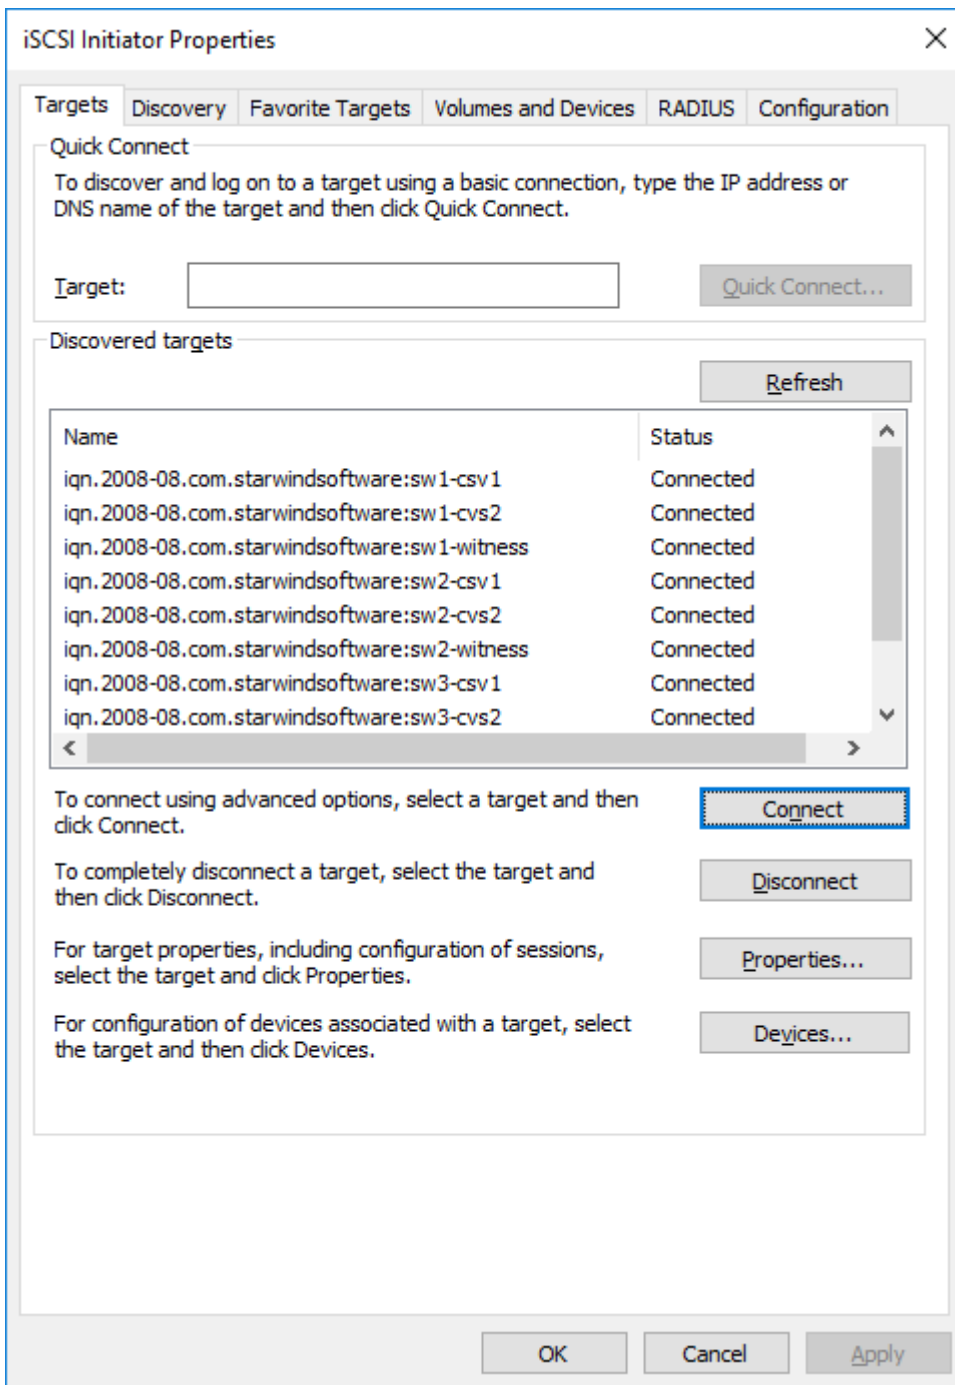 iSCSI Initiator Properties
Targets Discovery Favorite Targets Volumes and Devices RADIUS Configuration
Quick Connect
To discover and log on to a target using a basic connection, type the IP address or
DNS name of the target and then click Quick Connect.
Target: Quick Connect...
Discovered targets
Refresh
Name Status
iqn.2008-08.com.starwindsoftware:sw1-csv1 Connected
iqn.2008-08.com.starwindsoftware:sw1-cvs2 Connected
iqn.2008-08.com.starwindsoftware:sw1-witness Connected
iqn.2008-08.com.starwindsoftware:sw2-csv1 Connected
iqn.2008-08.com.starwindsoftware:sw2-cvs2 Connected
iqn.2008-08.com.starwindsoftware:sw2-witness Connected
iqn.2008-08.com.starwindsoftware:sw3-csv1 Connected
iqn.2008-08.com.starwindsoftware:sw3-cvs2 Connected
To connect using advanced options, select a target and then
click Connect.
Connect
To completely disconnect a target, select the target and
then click Disconnect.
Disconnect
For target properties, including configuration of sessions,
select the target and click Properties.
Properties...
For configuration of devices associated with a target, select
the target and then click Devices.
Devices...
OK Cancel Apply